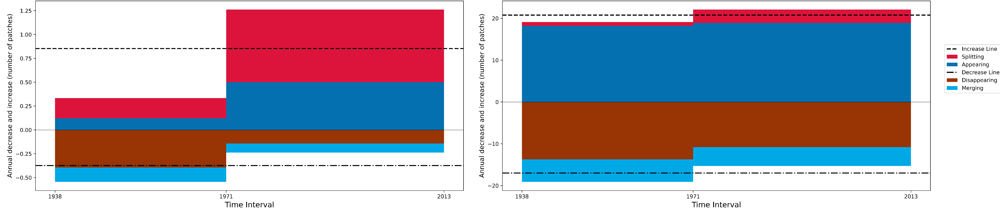 Annual decrease and increase (number of patches)
1.25
1.00
0.75
0.50
0.25
0.00
−0.25
−0.50
1938
1971
2013
Time Interval
Annual decrease and increase (number of patches)
20
10
0
−10
−20
1938
1971
2013
Time Interval
Increase Line
Splitting
Appearing
Decrease Line
Disappearing
Merging